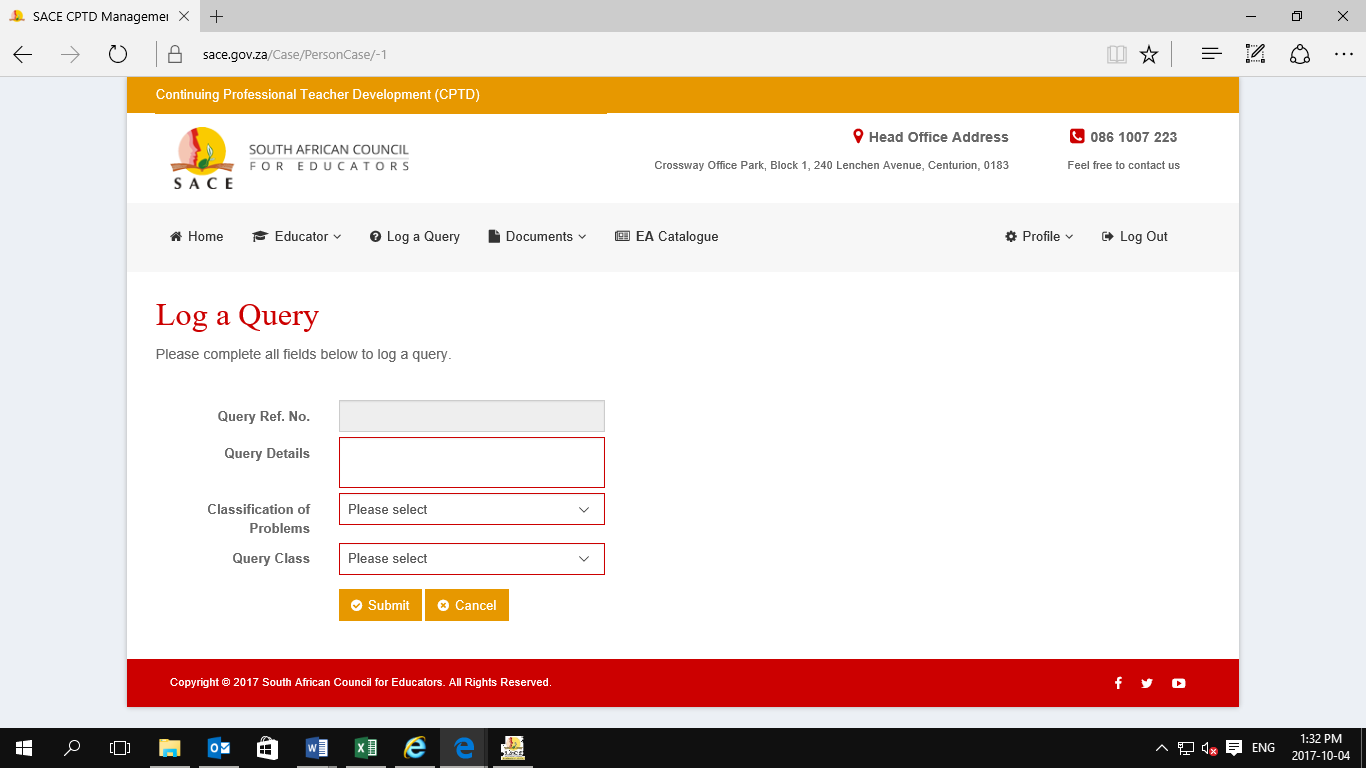 SACE CPTD Managemer
sace.gov.za/Case/PersonCase/-1
Continuing Professional Teacher Development (CPTD)
SACE
SOUTH AFRICAN COUNCIL
FOR EDUCATORS
Head Office Address
Crossway Office Park, Block 1, 240 Lenchen Avenue, Centurion, 0183
086 1007 223
Feel free to contact us
Home Educator Log a Query Documents EA Catalogue Profile Log Out
Log a Query
Please complete all fields below to log a query.
Query Ref. No.
Query Details
Classification of
Problems
Please select
Query Class
Please select
Submit Cancel
Copyright © 2017 South African Council for Educators. All Rights Reserved.
ENG
1:32 PM
2017-10-04